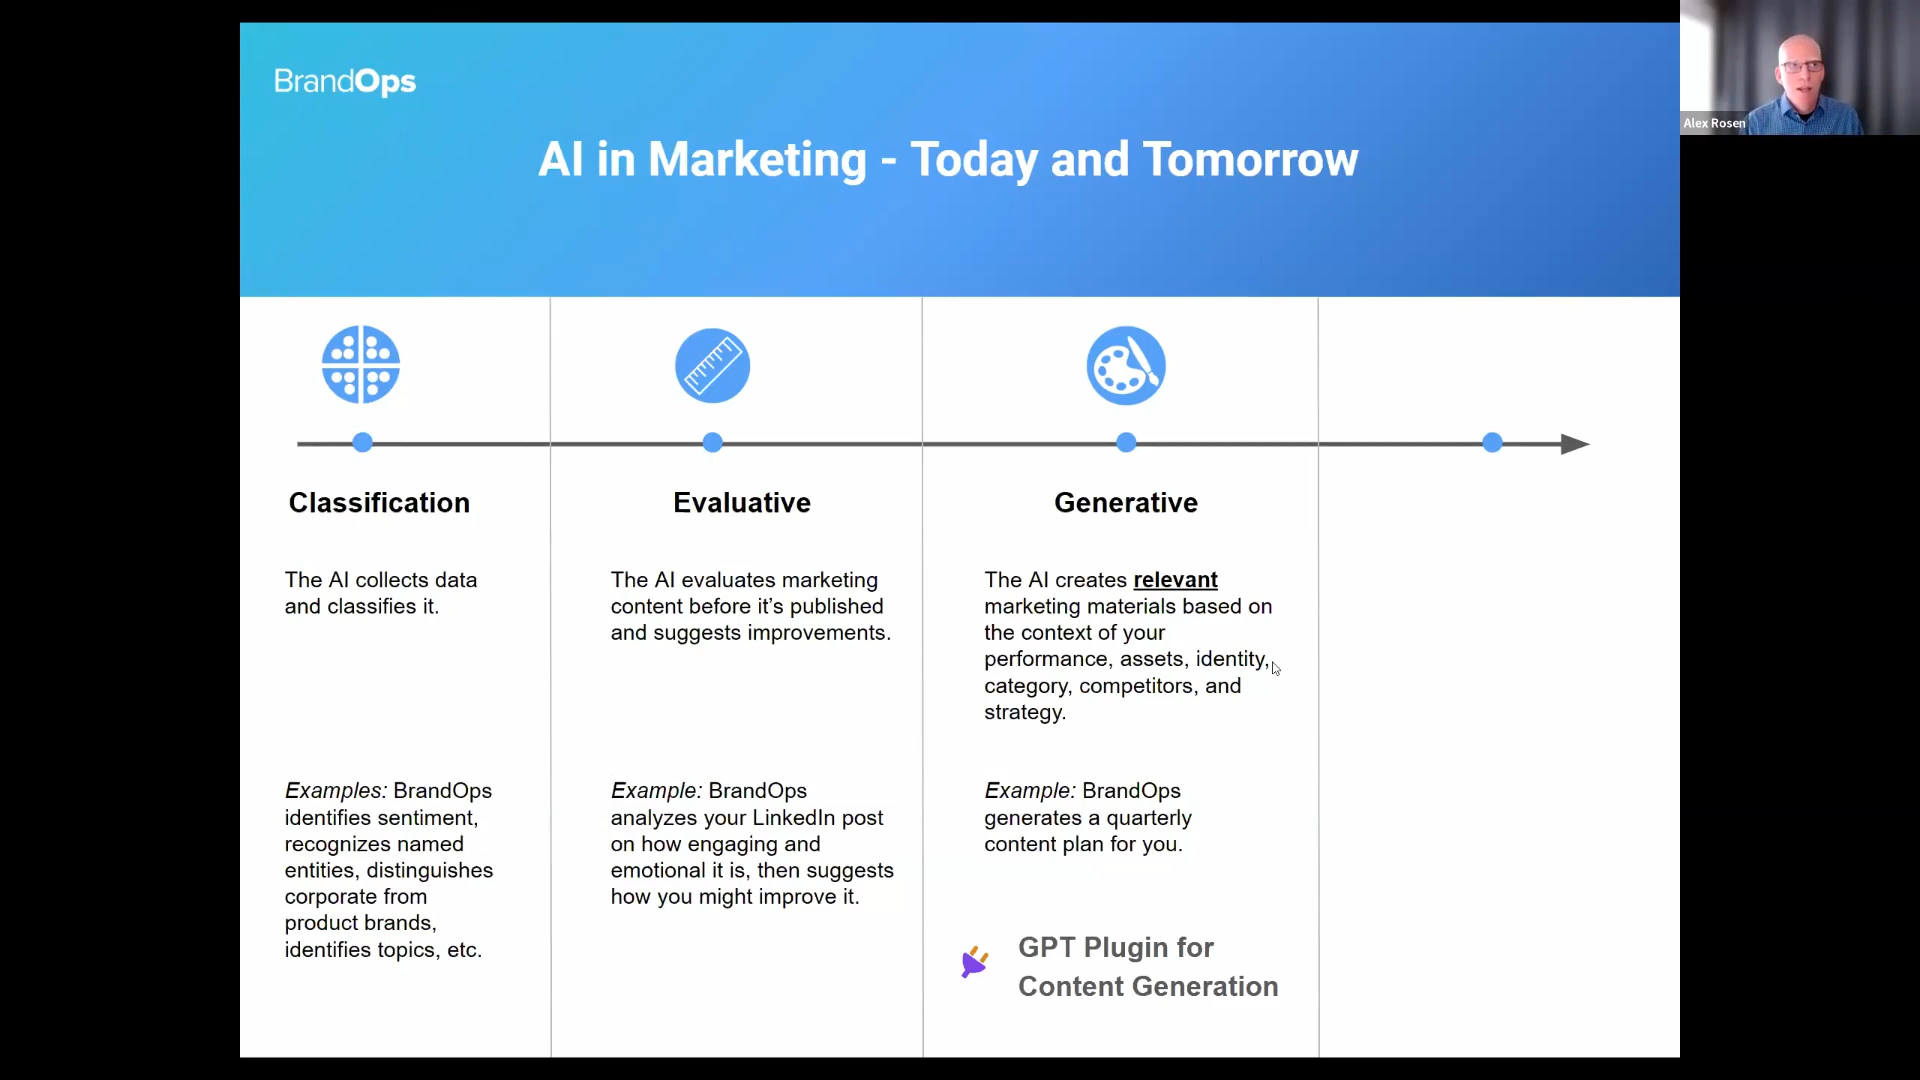 BrandOps
Alex Rosen
AI in Marketing - Today and Tomorrow
Classification
The AI collects data
and classifies it.
Examples: BrandOps
identifies sentiment,
recognizes named
entities, distinguishes
corporate from
product brands,
identifies topics, etc.
Evaluative
The AI evaluates marketing
content before it’s published
and suggests improvements.
Example: BrandOps
analyzes your LinkedIn post
on how engaging and
emotional it is, then suggests
how you might improve it.
Generative
The AI creates relevant
marketing materials based on
the context of your
performance, assets, identity,
category, competitors, and
strategy.
Example: BrandOps
generates a quarterly
content plan for you.
GPT Plugin for
Content Generation